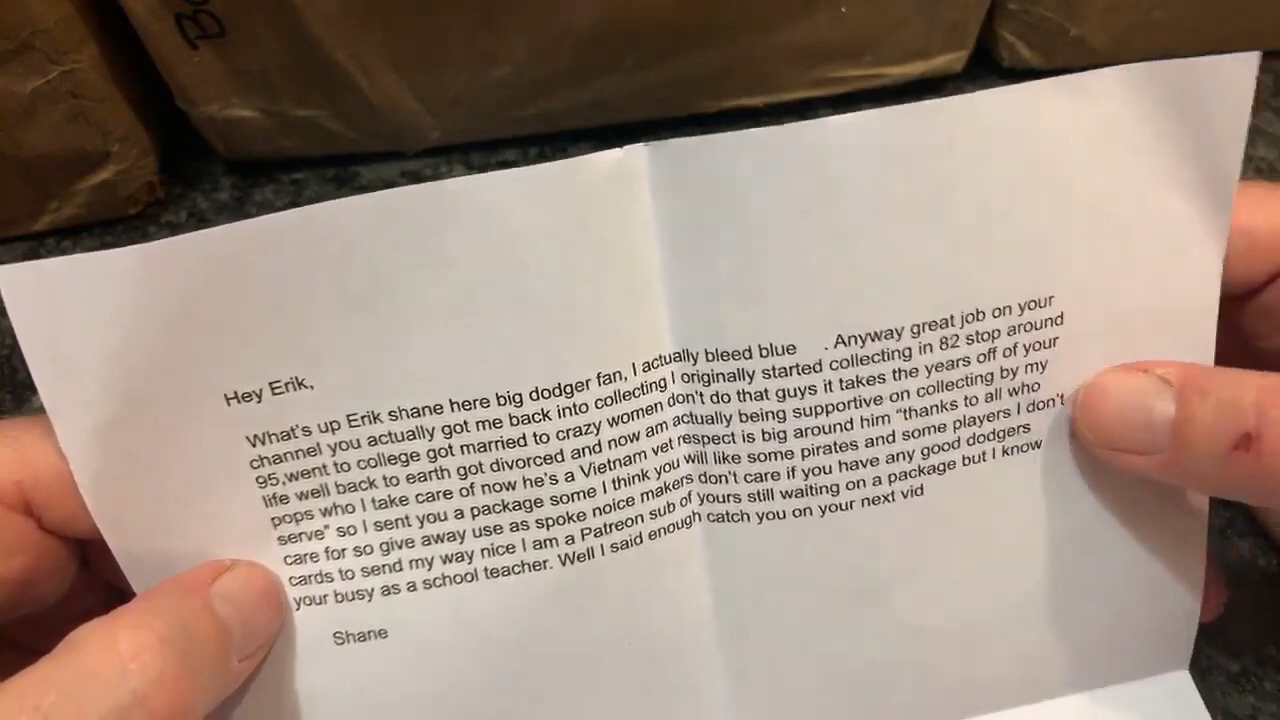 Hey Erik,
What's up Erik shane here big dodger fan, I actually bleed blue . Anyway great job on your
channel you actually got me back into collecting I originally started collecting in 82 stop around
95,went to college got married to crazy women don't do that guys it takes the years off of your
life well back to earth got divorced and now am actually being supportive on collecting by my
pops who I take care of now he's a Vietnam vet respect is big around him “thanks to all who
serve” so I sent you a package some I think you will like some pirates and some players I don't
care for so give away use as spoke noice makers don't care if you have any good dodgers
cards to send my way nice I am a Patreon sub of yours still waiting on a package but I know
your busy as a school teacher. Well I said enough catch you on your next vid
Shane